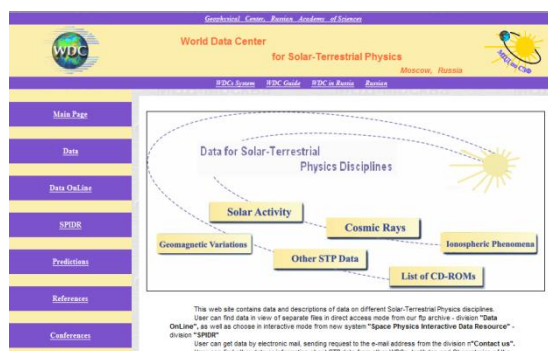 Geophysical Center, Russian Academy of Sciences
WDC
World Data Center
for Solar-Terrestrial Physics
Moscow, Russia
WDCs System WDC Guide WDC in Russia Russian
Main Page
Data
Data OnLine
SPIDR
Predictions
References
Conferences
Data for Solar-Terrestrial
Physics Disciplines
Solar Activity
Cosmic Rays
Geomagnetic Variations
Ionospheric Phenomena
Other STP Data
List of CD-ROMs
This web site contains data and descriptions of data on different Solar-Terrestrial Physics disciplines.
User can find data in view of separate files in direct access mode from our ftp archive - division "Data
OnLine", as well as choose in interactive mode from new system "Space Physics Interactive Data Resource" -
division "SPIDR"
User can get data by electronic mail, sending request to the e-mail address from the division n"Contact us".